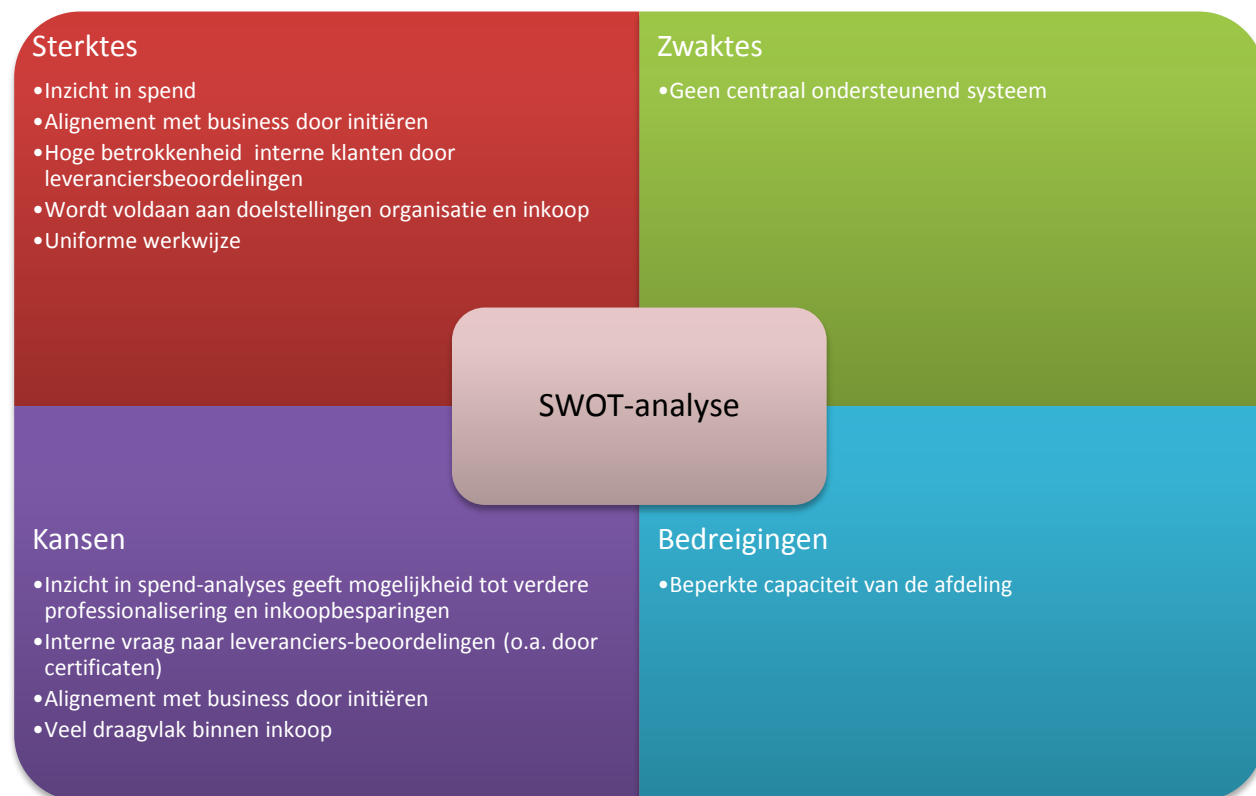 Sterktes
•Inzicht in spend
•Alignement met business door initiëren
•Hoge betrokkenheid  interne klanten door
leveranciersbeoordelingen
•Wordt voldaan aan doelstellingen organisatie en inkoop
•Uniforme werkwijze
Zwaktes
•Geen centraal ondersteunend systeem
SWOT-analyse
Kansen
•Inzicht in spend-analyses geeft mogelijkheid tot verdere
professionalisering en inkoopbesparingen
•Interne vraag naar leveranciers-beoordelingen (o.a. door
certificaten)
•Alignement met business door initiëren
•Veel draagvlak binnen inkoop
Bedreigingen
•Beperkte capaciteit van de afdeling